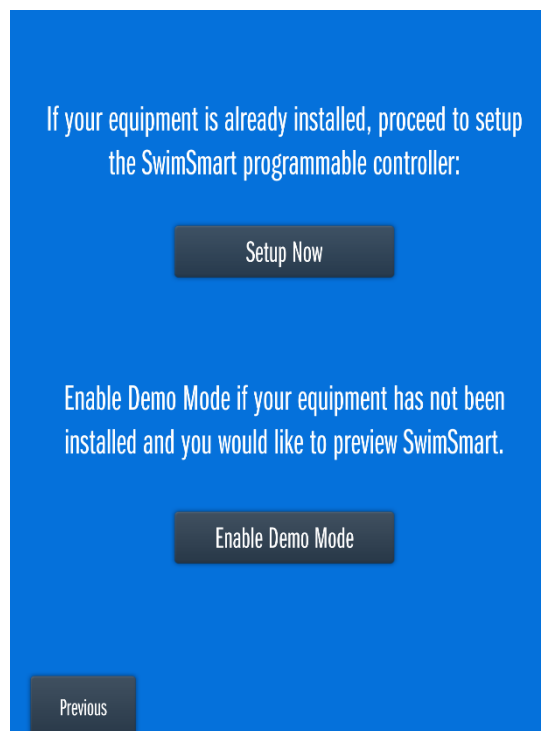 If your equipment is already installed, proceed to setup
the SwimSmart programmable controller:
Setup Now
Enable Demo Mode if your equipment has not been
installed and you would like to preview SwimSmart.
Enable Demo Mode
Previous